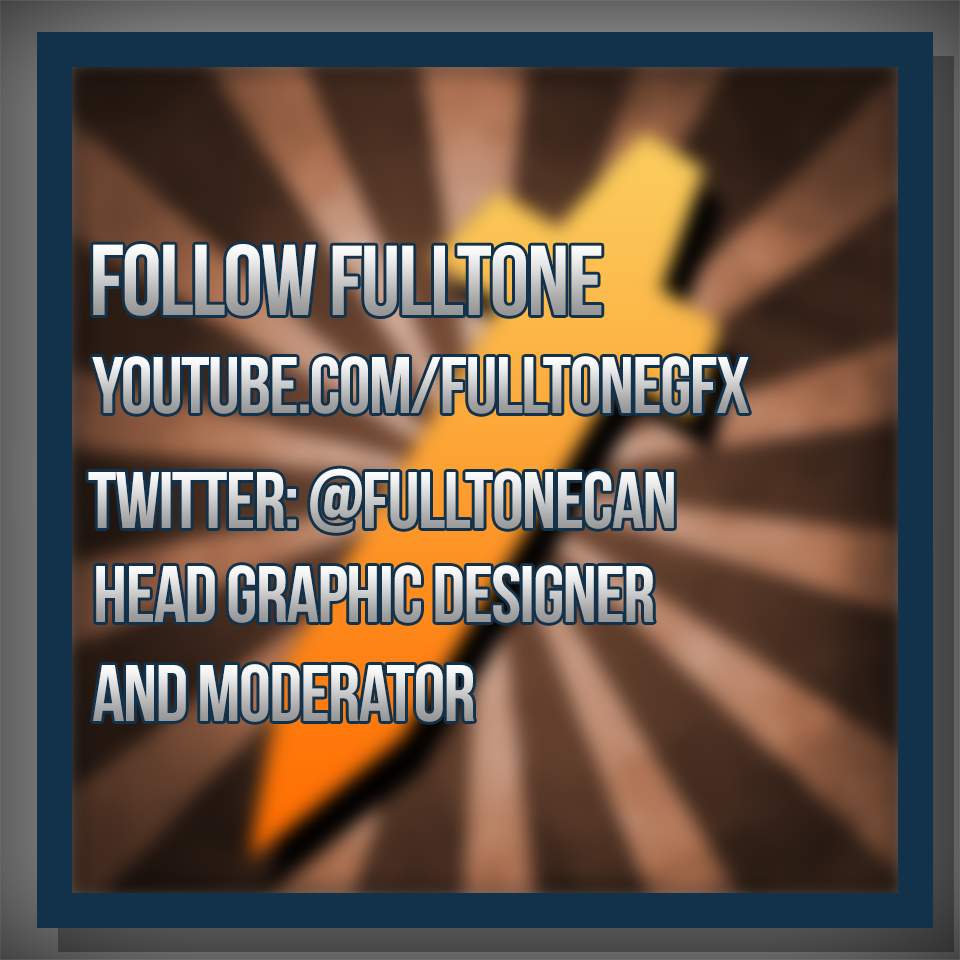 FOLLOW FULLTONE
YOUTUBE.COM/FULLTONEGFX
TWITTER: @FULLTONECAN
HEAD GRAPHIC DESIGNER
AND MODERATOR